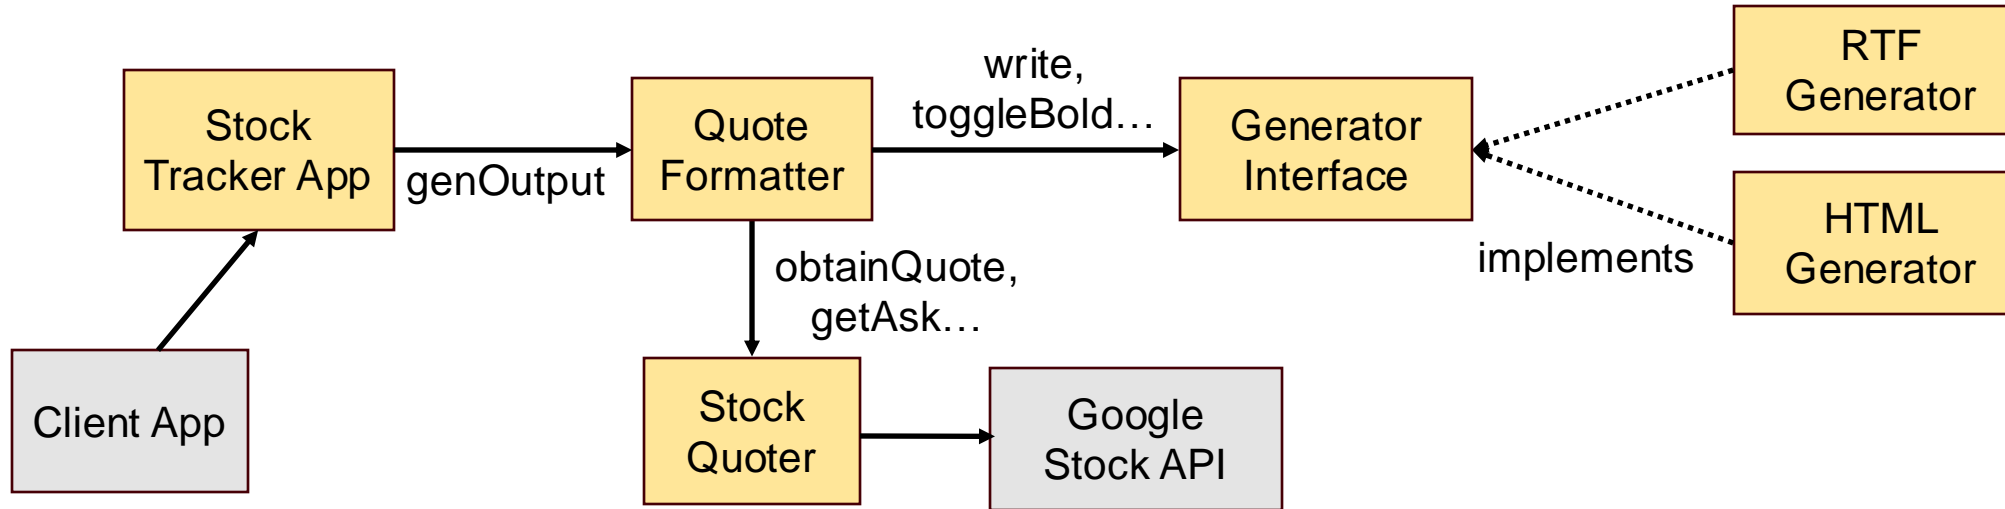 Stock
Tracker App
genOutput
Quote
Formatter
write,
toggleBold…
Generator
Interface
RTF
Generator
HTML
Generator
implements
obtainQuote,
getAsk…
Client App
Stock
Quoter
Google
Stock API